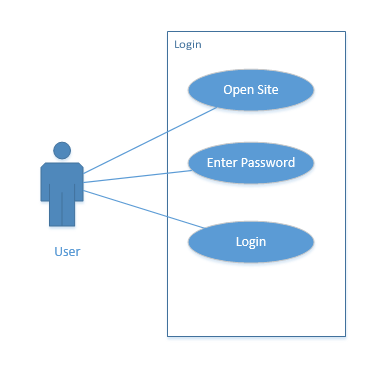 Login
Open Site
Enter Password
Login
User